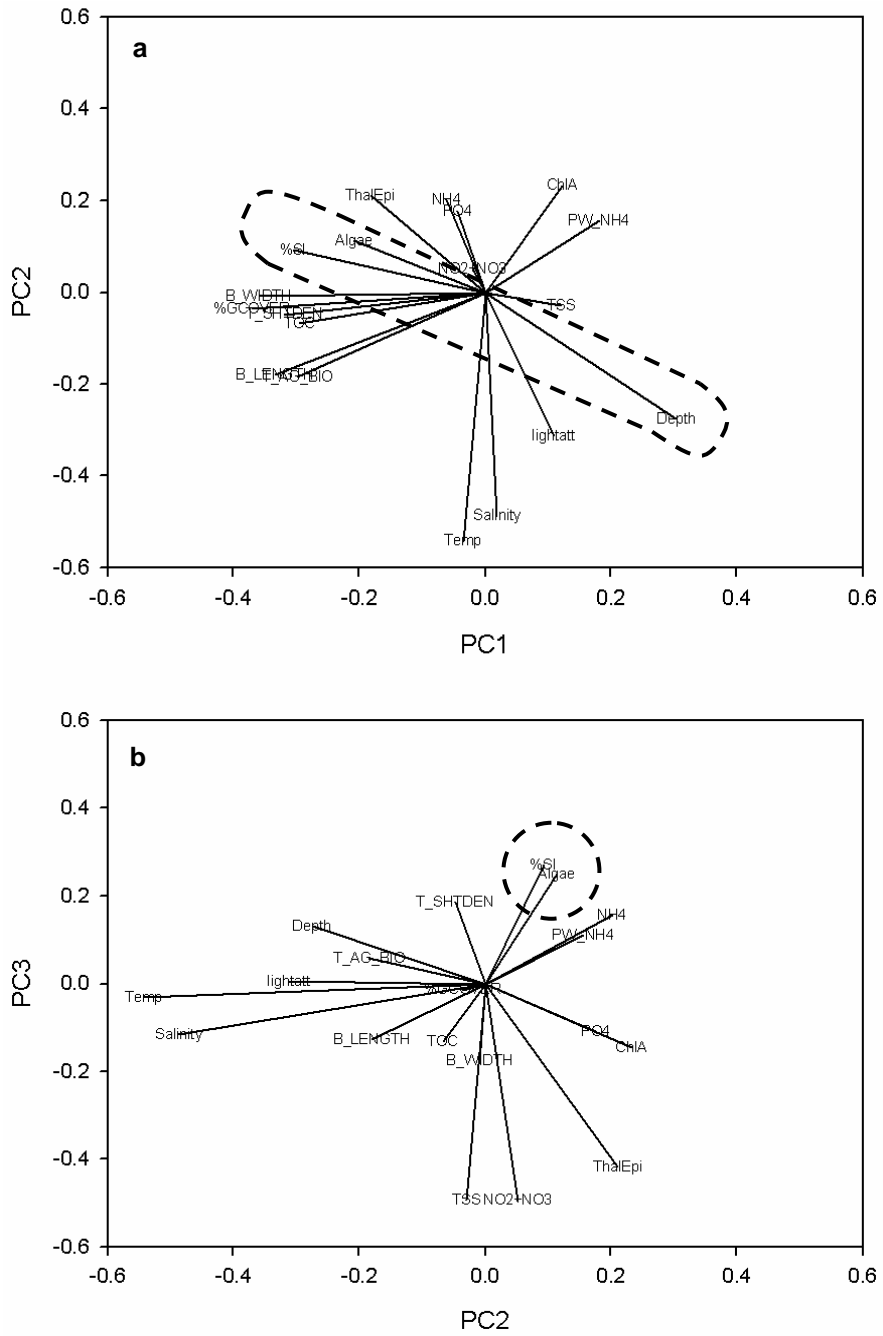 a
0.6
0.4
0.2
0.0
-0.2
-0.4
-0.6
PC2
ThalEpi
NH4
PO4
ChlA
PW_NH4
Algae
%SI
NO2+NO3
B_WIDTH
%GCOVER
T_SHTDEN
TOC
TSS
B_LENGTH
T_AG_BIO
Depth
lightatt
Salinity
Temp
-0.6 -0.4 -0.2 0.0 0.2 0.4 0.6
PC1
b
0.6
0.4
0.2
0.0
-0.2
-0.4
-0.6
PC3
%SI
Algae
T_SHTDEN
NH4
Depth
PW_NH4
T_AG_BIO
lightatt
%GCOVER
Temp
Salinity
B_LENGTH
TOC
PO4
ChlA
B_WIDTH
ThalEpi
TSS
NO2+NO3
-0.6 -0.4 -0.2 0.0 0.2 0.4 0.6
PC2